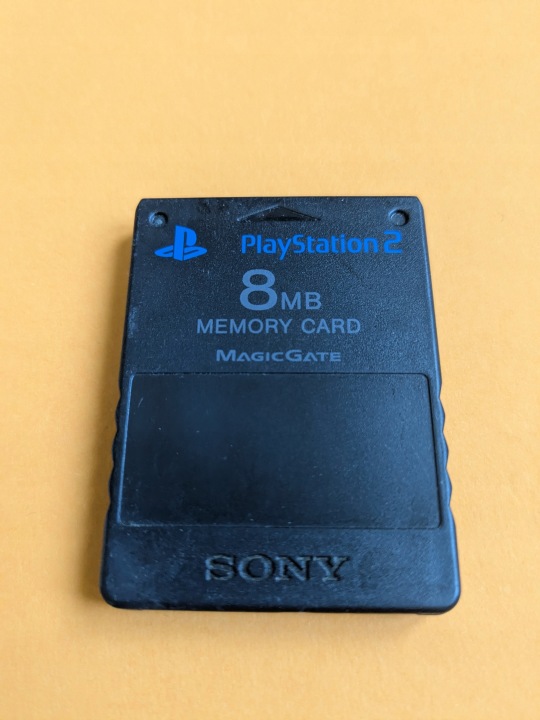 PlayStation 2
8MB
MEMORY CARD
MAGICGATE
SONY